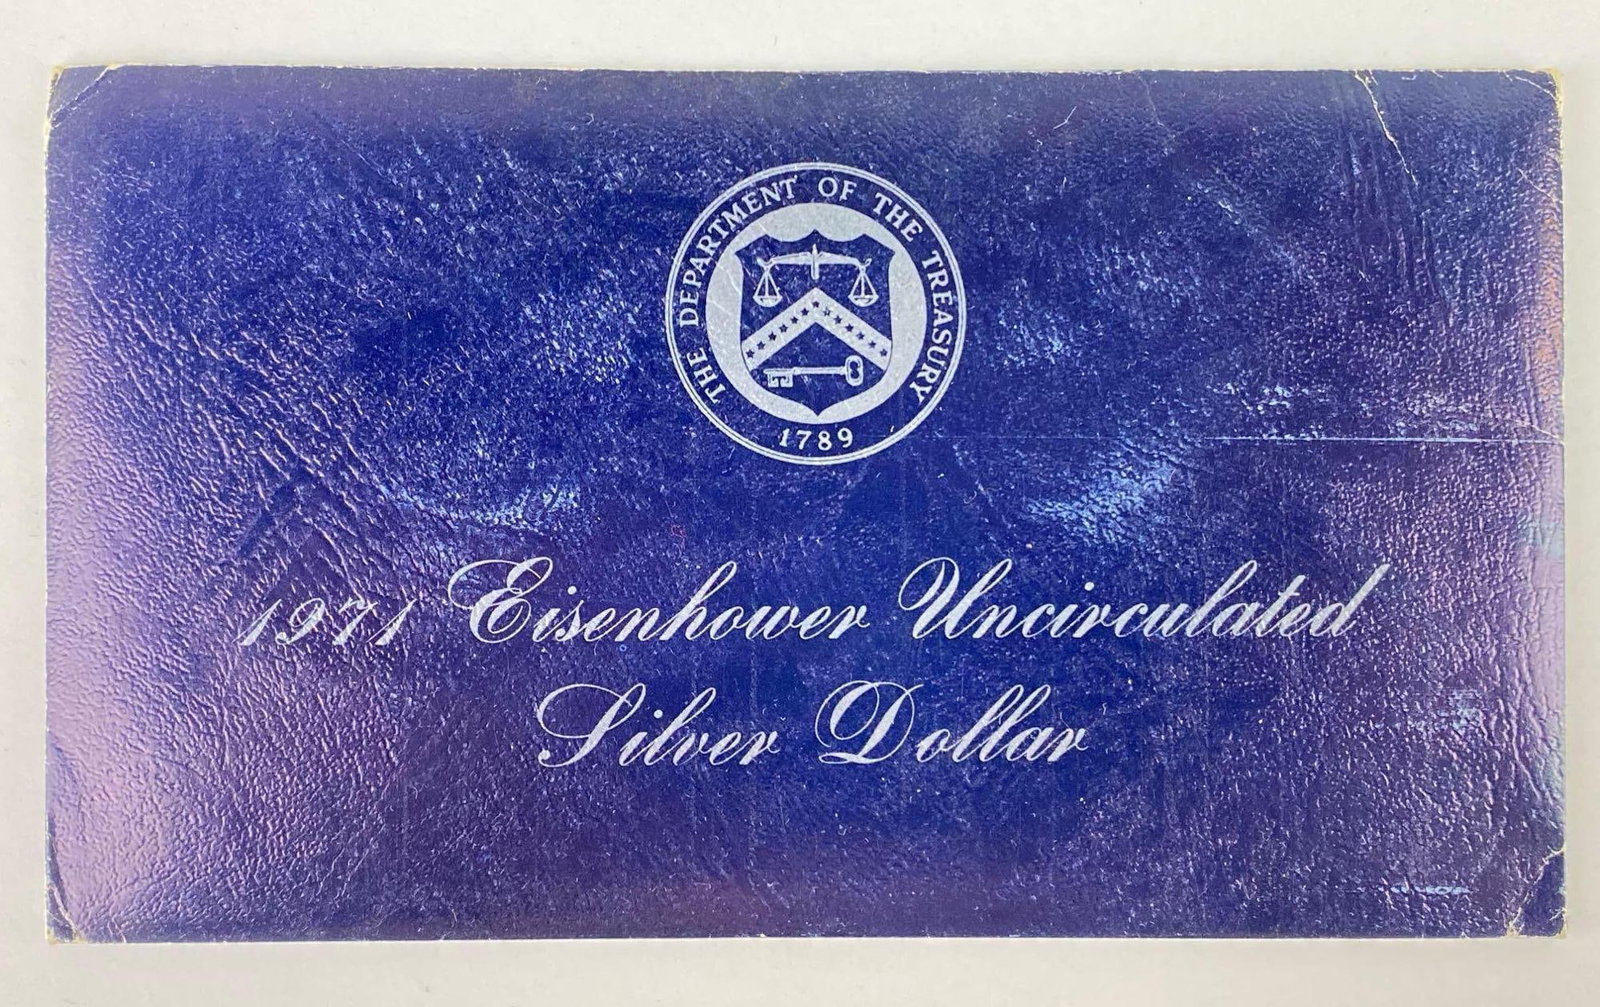 THE DEPARTMENT OF THE TREASURY
1789
1971 Eisenhower Uncirculated
Silver Dollar